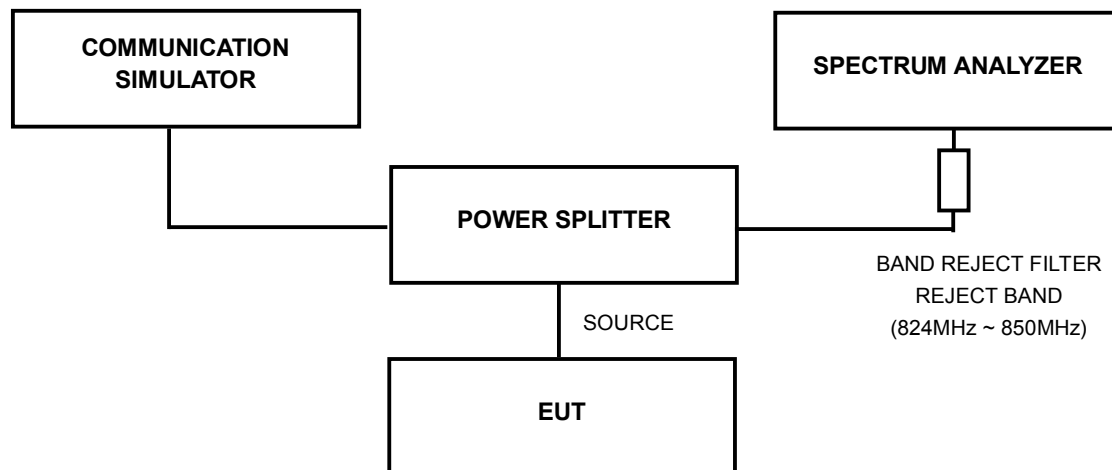 COMMUNICATION
SIMULATOR
SPECTRUM ANALYZER
POWER SPLITTER
BAND REJECT FILTER
REJECT BAND
(824MHz ~ 850MHz)
SOURCE
EUT